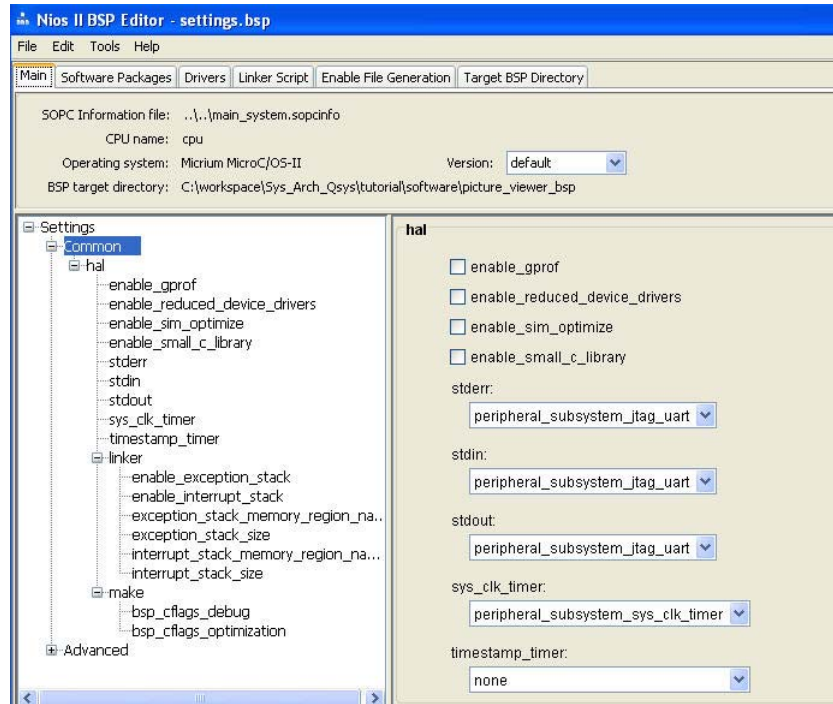 Nios II BSP Editor - settings.bsp
File Edit Tools Help
Main Software Packages Drivers Linker Script Enable File Generation Target BSP Directory
SOPC Information file: ..\..\main_system.sopcinfo
CPU name: cpu
Operating system: Micrium MicroC/OS-II Version: default
BSP target directory: C:\workspace\Sys_Arch_Qsys\tutorial\software\picture_viewer_bsp
Settings
Common
hal
enable_gprof
enable_reduced_device_drivers
enable_sim_optimize
enable_small_c_library
stderr
stdin
stdout
sys_clk_timer
timestamp_timer
linker
enable_exception_stack
enable_interrupt_stack
exception_stack_memory_region_na..
exception_stack_size
interrupt_stack_memory_region_na...
interrupt_stack_size
make
bsp_cflags_debug
bsp_cflags_optimization
Advanced
hal
enable_gprof
enable_reduced_device_drivers
enable_sim_optimize
enable_small_c_library
stderr:
peripheral_subsystem_jtag_uart
stdin:
peripheral_subsystem_jtag_uart
stdout:
peripheral_subsystem_jtag_uart
sys_clk_timer:
peripheral_subsystem_sys_clk_timer
timestamp_timer:
none